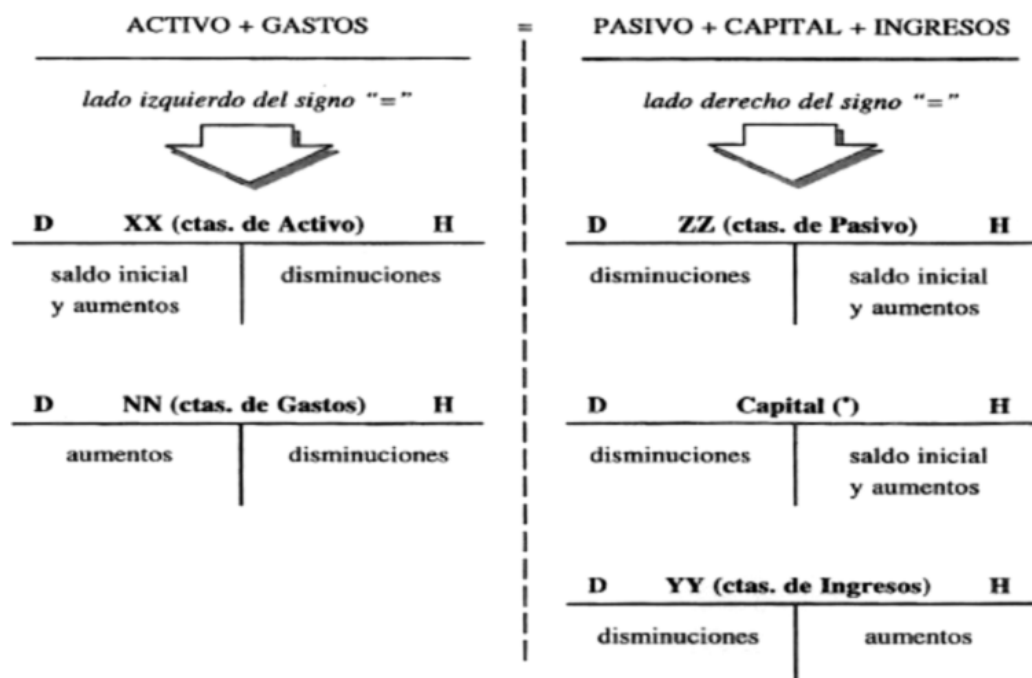 ACTIVO + GASTOS = PASIVO + CAPITAL + INGRESOS
lado izquierdo del signo "="
lado derecho del signo "="
D XX (ctas. de Activo) H
saldo inicial disminuciones
y aumentos
D ZZ (ctas. de Pasivo) H
disminuciones saldo inicial
y aumentos
D NN (ctas. de Gastos) H
aumentos disminuciones
D Capital (*) H
disminuciones saldo inicial
y aumentos
D YY (ctas. de Ingresos) H
disminuciones aumentos